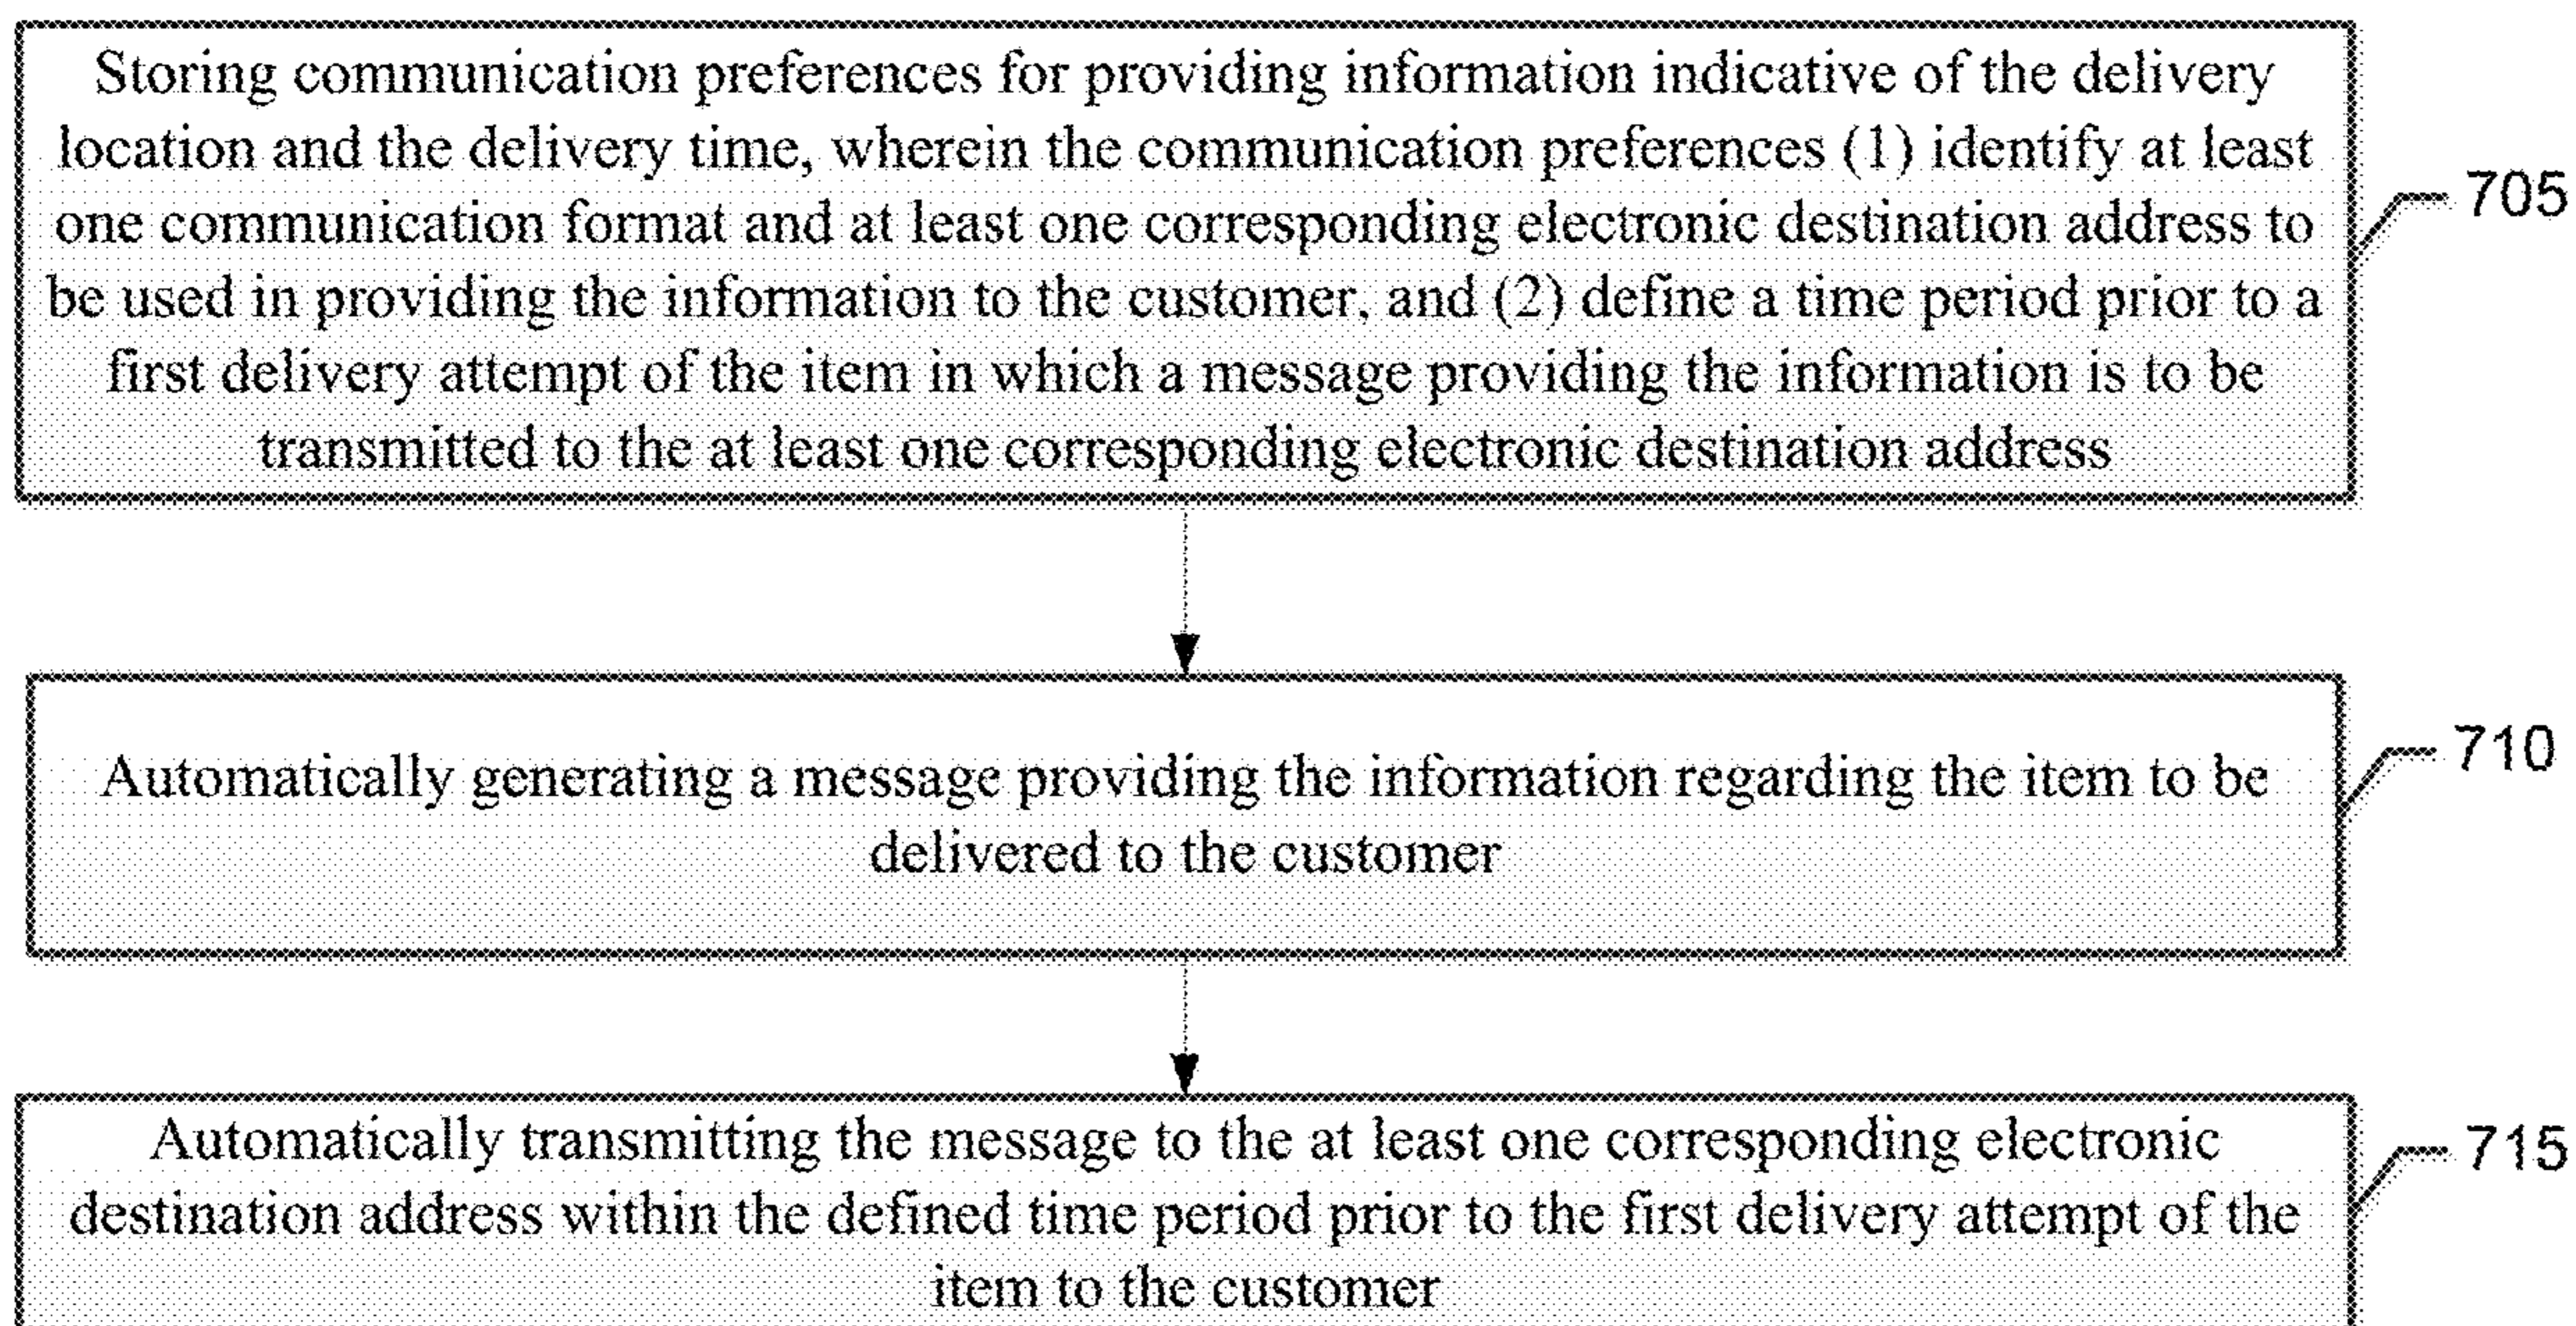 Storing communication preferences for providing information indicative of the delivery
location and the delivery time, wherein the communication preferences (1) identify at least
one communication format and at least one corresponding electronic destination address to
be used in providing the information to the customer, and (2) define a time period prior to a
first delivery attempt of the item in which a message providing the information is to be
transmitted to the at least one corresponding electronic destination address
705
Automatically generating a message providing the information regarding the item to be
delivered to the customer
710
Automatically transmitting the message to the at least one corresponding electronic
destination address within the defined time period prior to the first delivery attempt of the
item to the customer
715